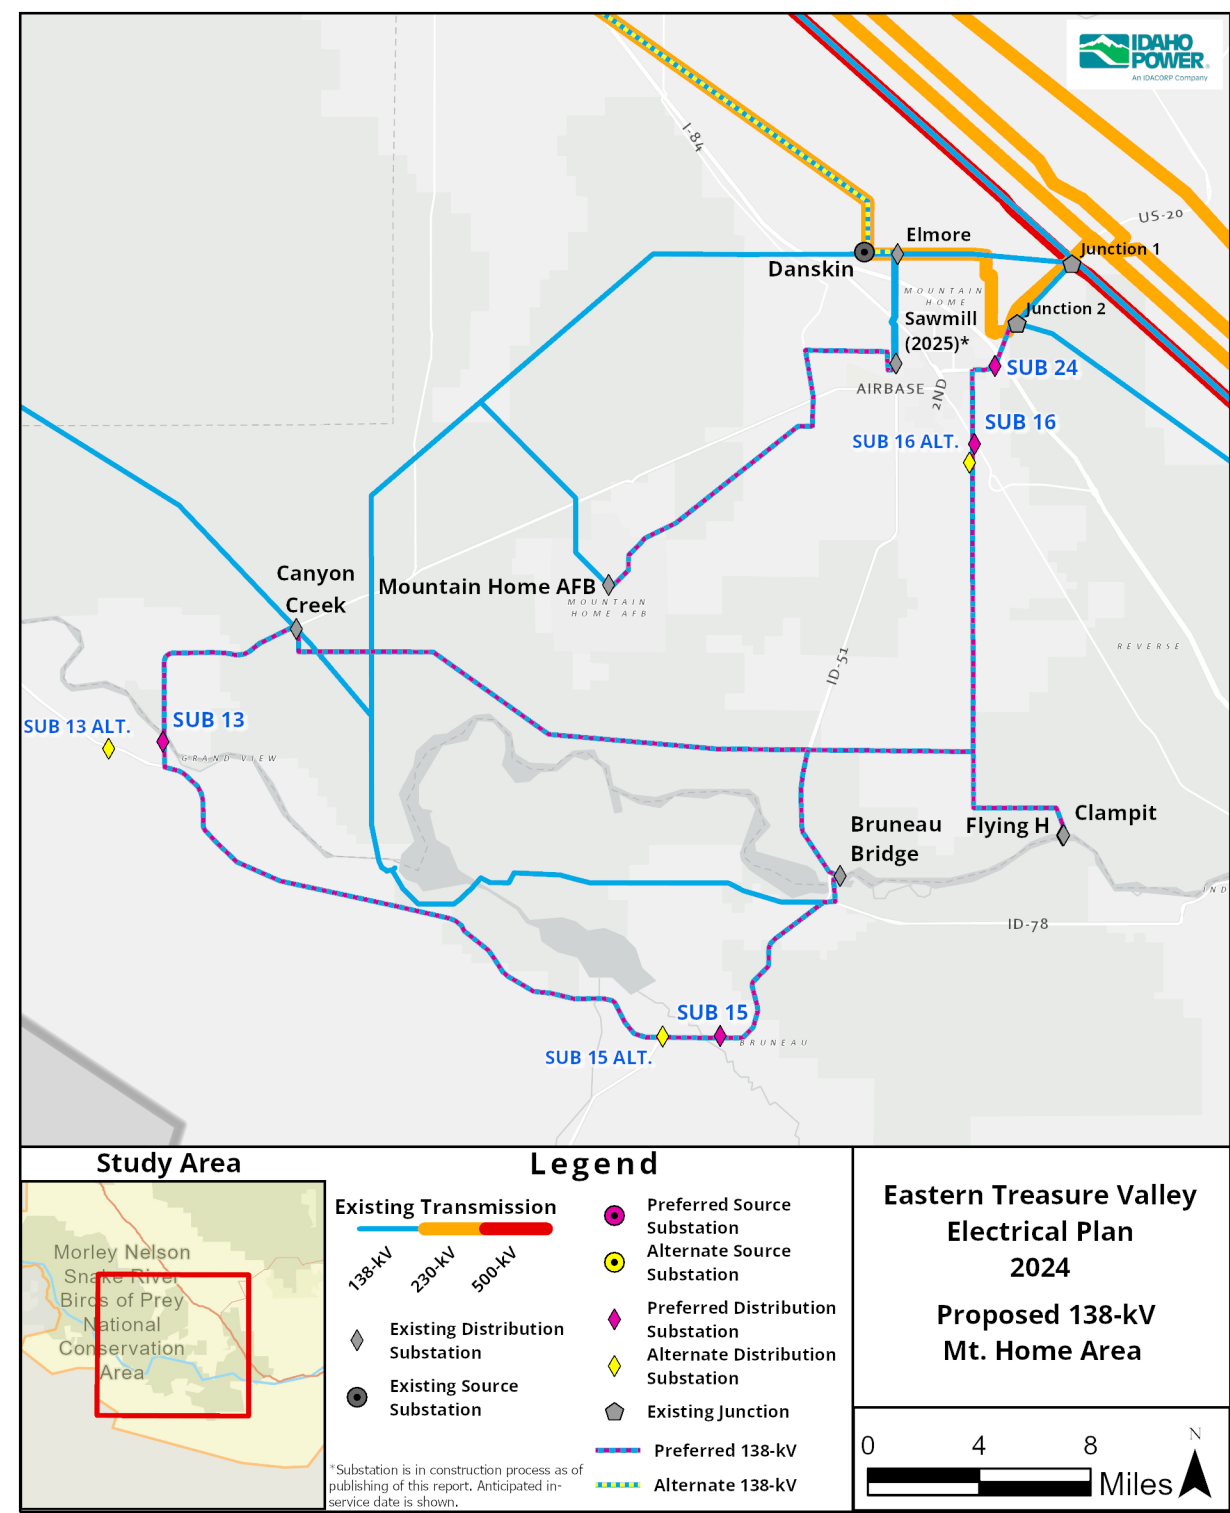 IDAHO
POWER®
An IDACORP Company
I-84
US-20
Elmore
Junction 1
Danskin
MOUNTAIN
HOME
Junction 2
Sawmill
(2025)*
SUB 24
AIRBASE
2ND
SUB 16
SUB 16 ALT.
Canyon
Creek
Mountain Home AFB
MOUNTAIN
HOME AFB
REVERSE
ID-51
SUB 13
SUB 13 ALT.
GRAND VIEW
Clampit
Flying H
Bruneau
Bridge
IND
ID-78
SUB 15
BRUNEAU
SUB 15 ALT.
Study Area
Morley Nelson
Snake River
Birds of Prey
National
Conservation
Area
Legend
Existing Transmission
138-kV
230-kV
500-kV
Existing Distribution
Substation
Existing Source
Substation
*Substation is in construction process as of
publishing of this report. Anticipated in-
service date is shown.
Preferred Source
Substation
Alternate Source
Substation
Preferred Distribution
Substation
Alternate Distribution
Substation
Existing Junction
Preferred 138-kV
Alternate 138-kV
Eastern Treasure Valley
Electrical Plan
2024
Proposed 138-kV
Mt. Home Area
0 4 8
Miles
N